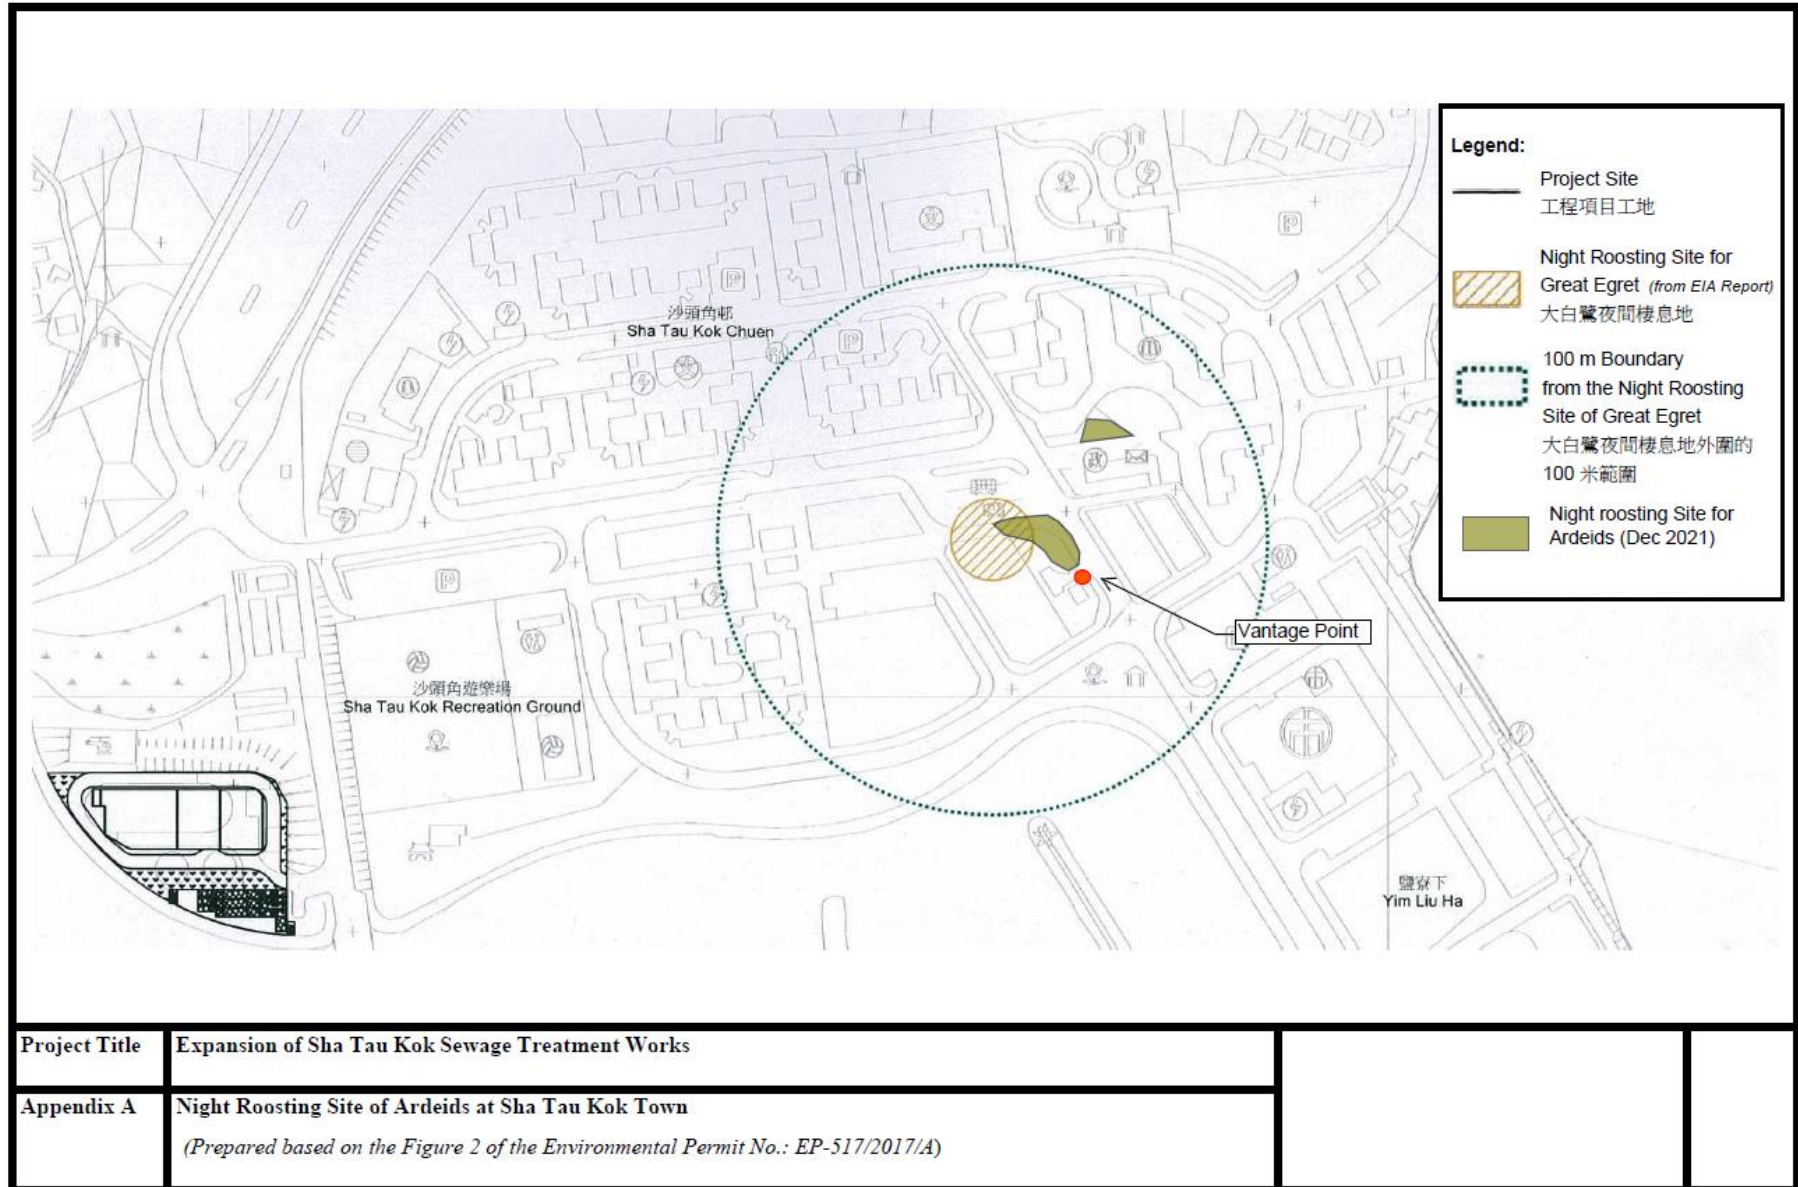 沙頭角邨
Sha Tau Kok Chuen
P
P
P
P
政
沙頭角遊樂場
Sha Tau Kok Recreation Ground
Vantage Point
鹽寮下
Yim Liu Ha
Legend:
Project Site
工程項目工地
Night Roosting Site for
Great Egret (from EIA Report)
大白鷺夜間棲息地
100 m Boundary
from the Night Roosting
Site of Great Egret
大白鷺夜間棲息地外圍的
100 米範圍
Night roosting Site for
Ardeids (Dec 2021)
Project Title
Expansion of Sha Tau Kok Sewage Treatment Works
Appendix A
Night Roosting Site of Ardeids at Sha Tau Kok Town
(Prepared based on the Figure 2 of the Environmental Permit No.: EP-517/2017/A)